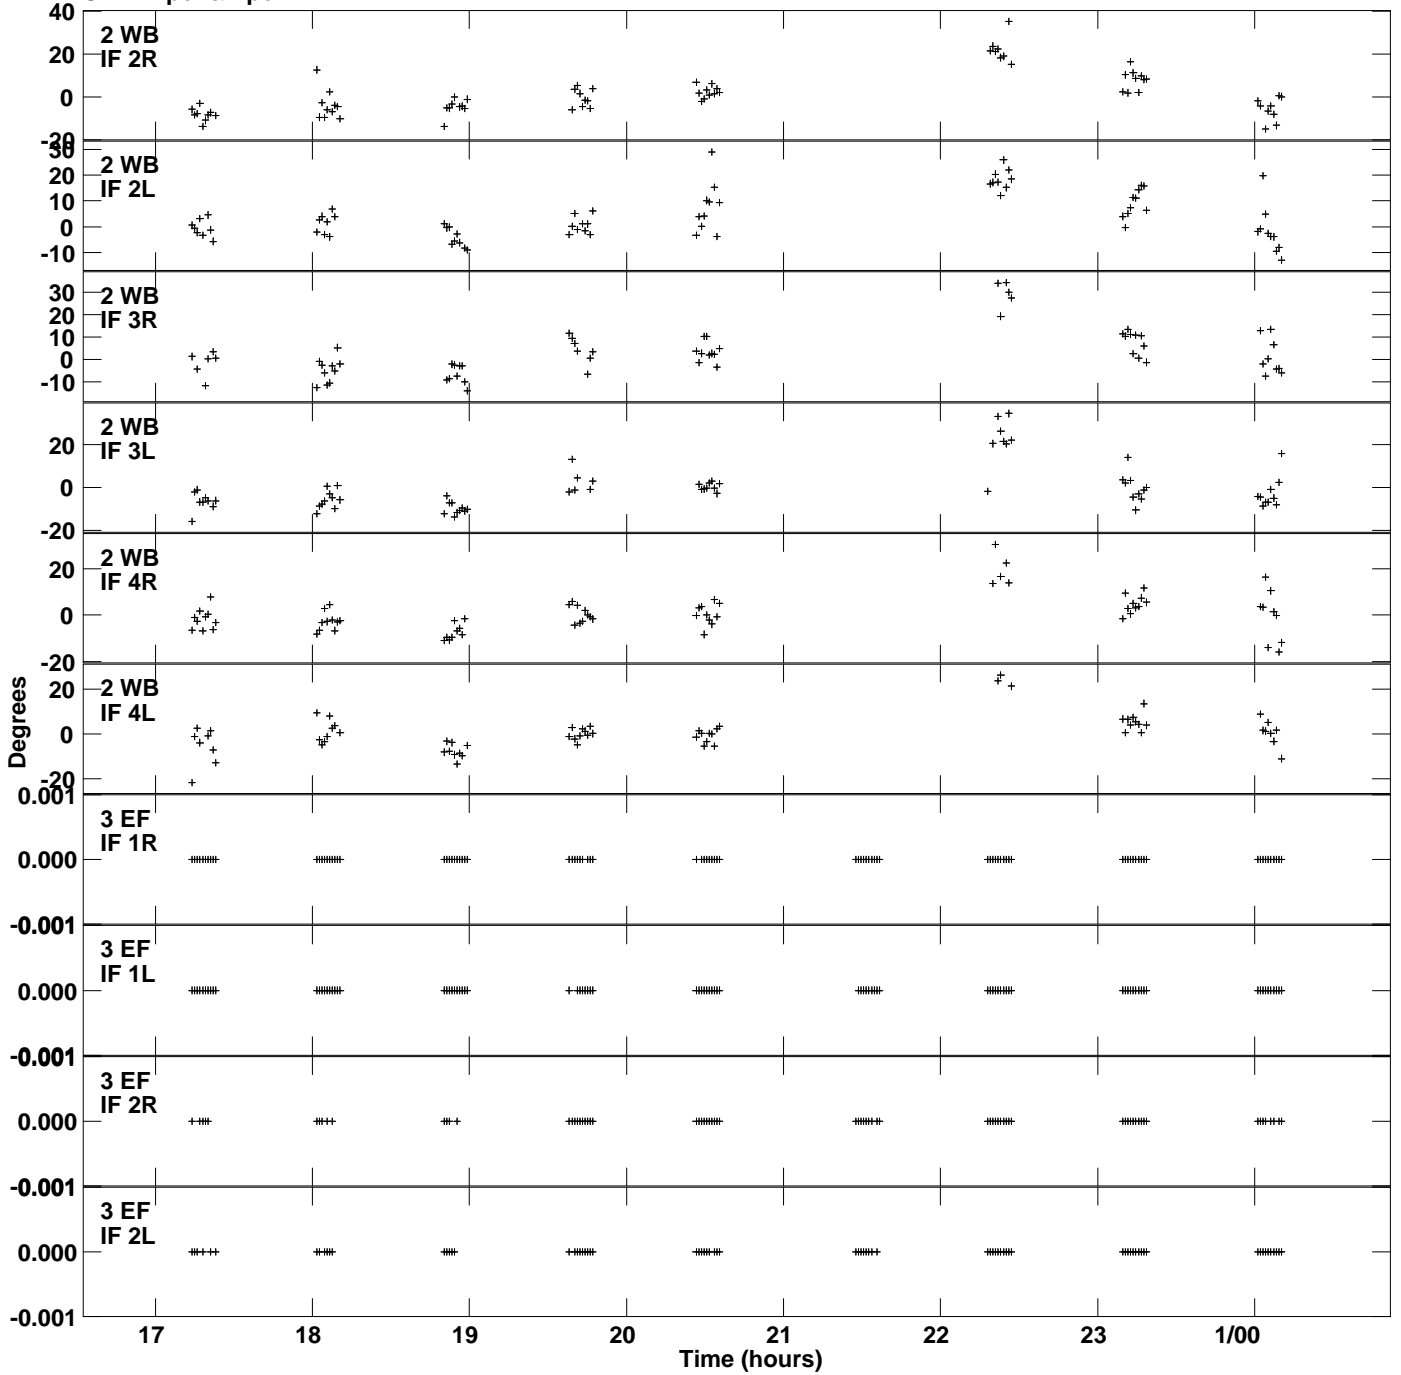 40
2 WB
IF 2R
20
0
-20
30
2 WB
IF 2L
20
10
0
-10
2 WB
IF 3R
30
20
10
0
-10
2 WB
IF 3L
20
0
-20
2 WB
IF 4R
20
0
-20
2 WB
IF 4L
20
0
-20
Degrees
0.001
3 EF
IF 1R
0.000
-0.001
3 EF
IF 1L
0.000
-0.001
3 EF
IF 2R
0.000
-0.001
3 EF
IF 2L
0.000
-0.001
17 18 19 20 21 22 23 1/00
Time (hours)